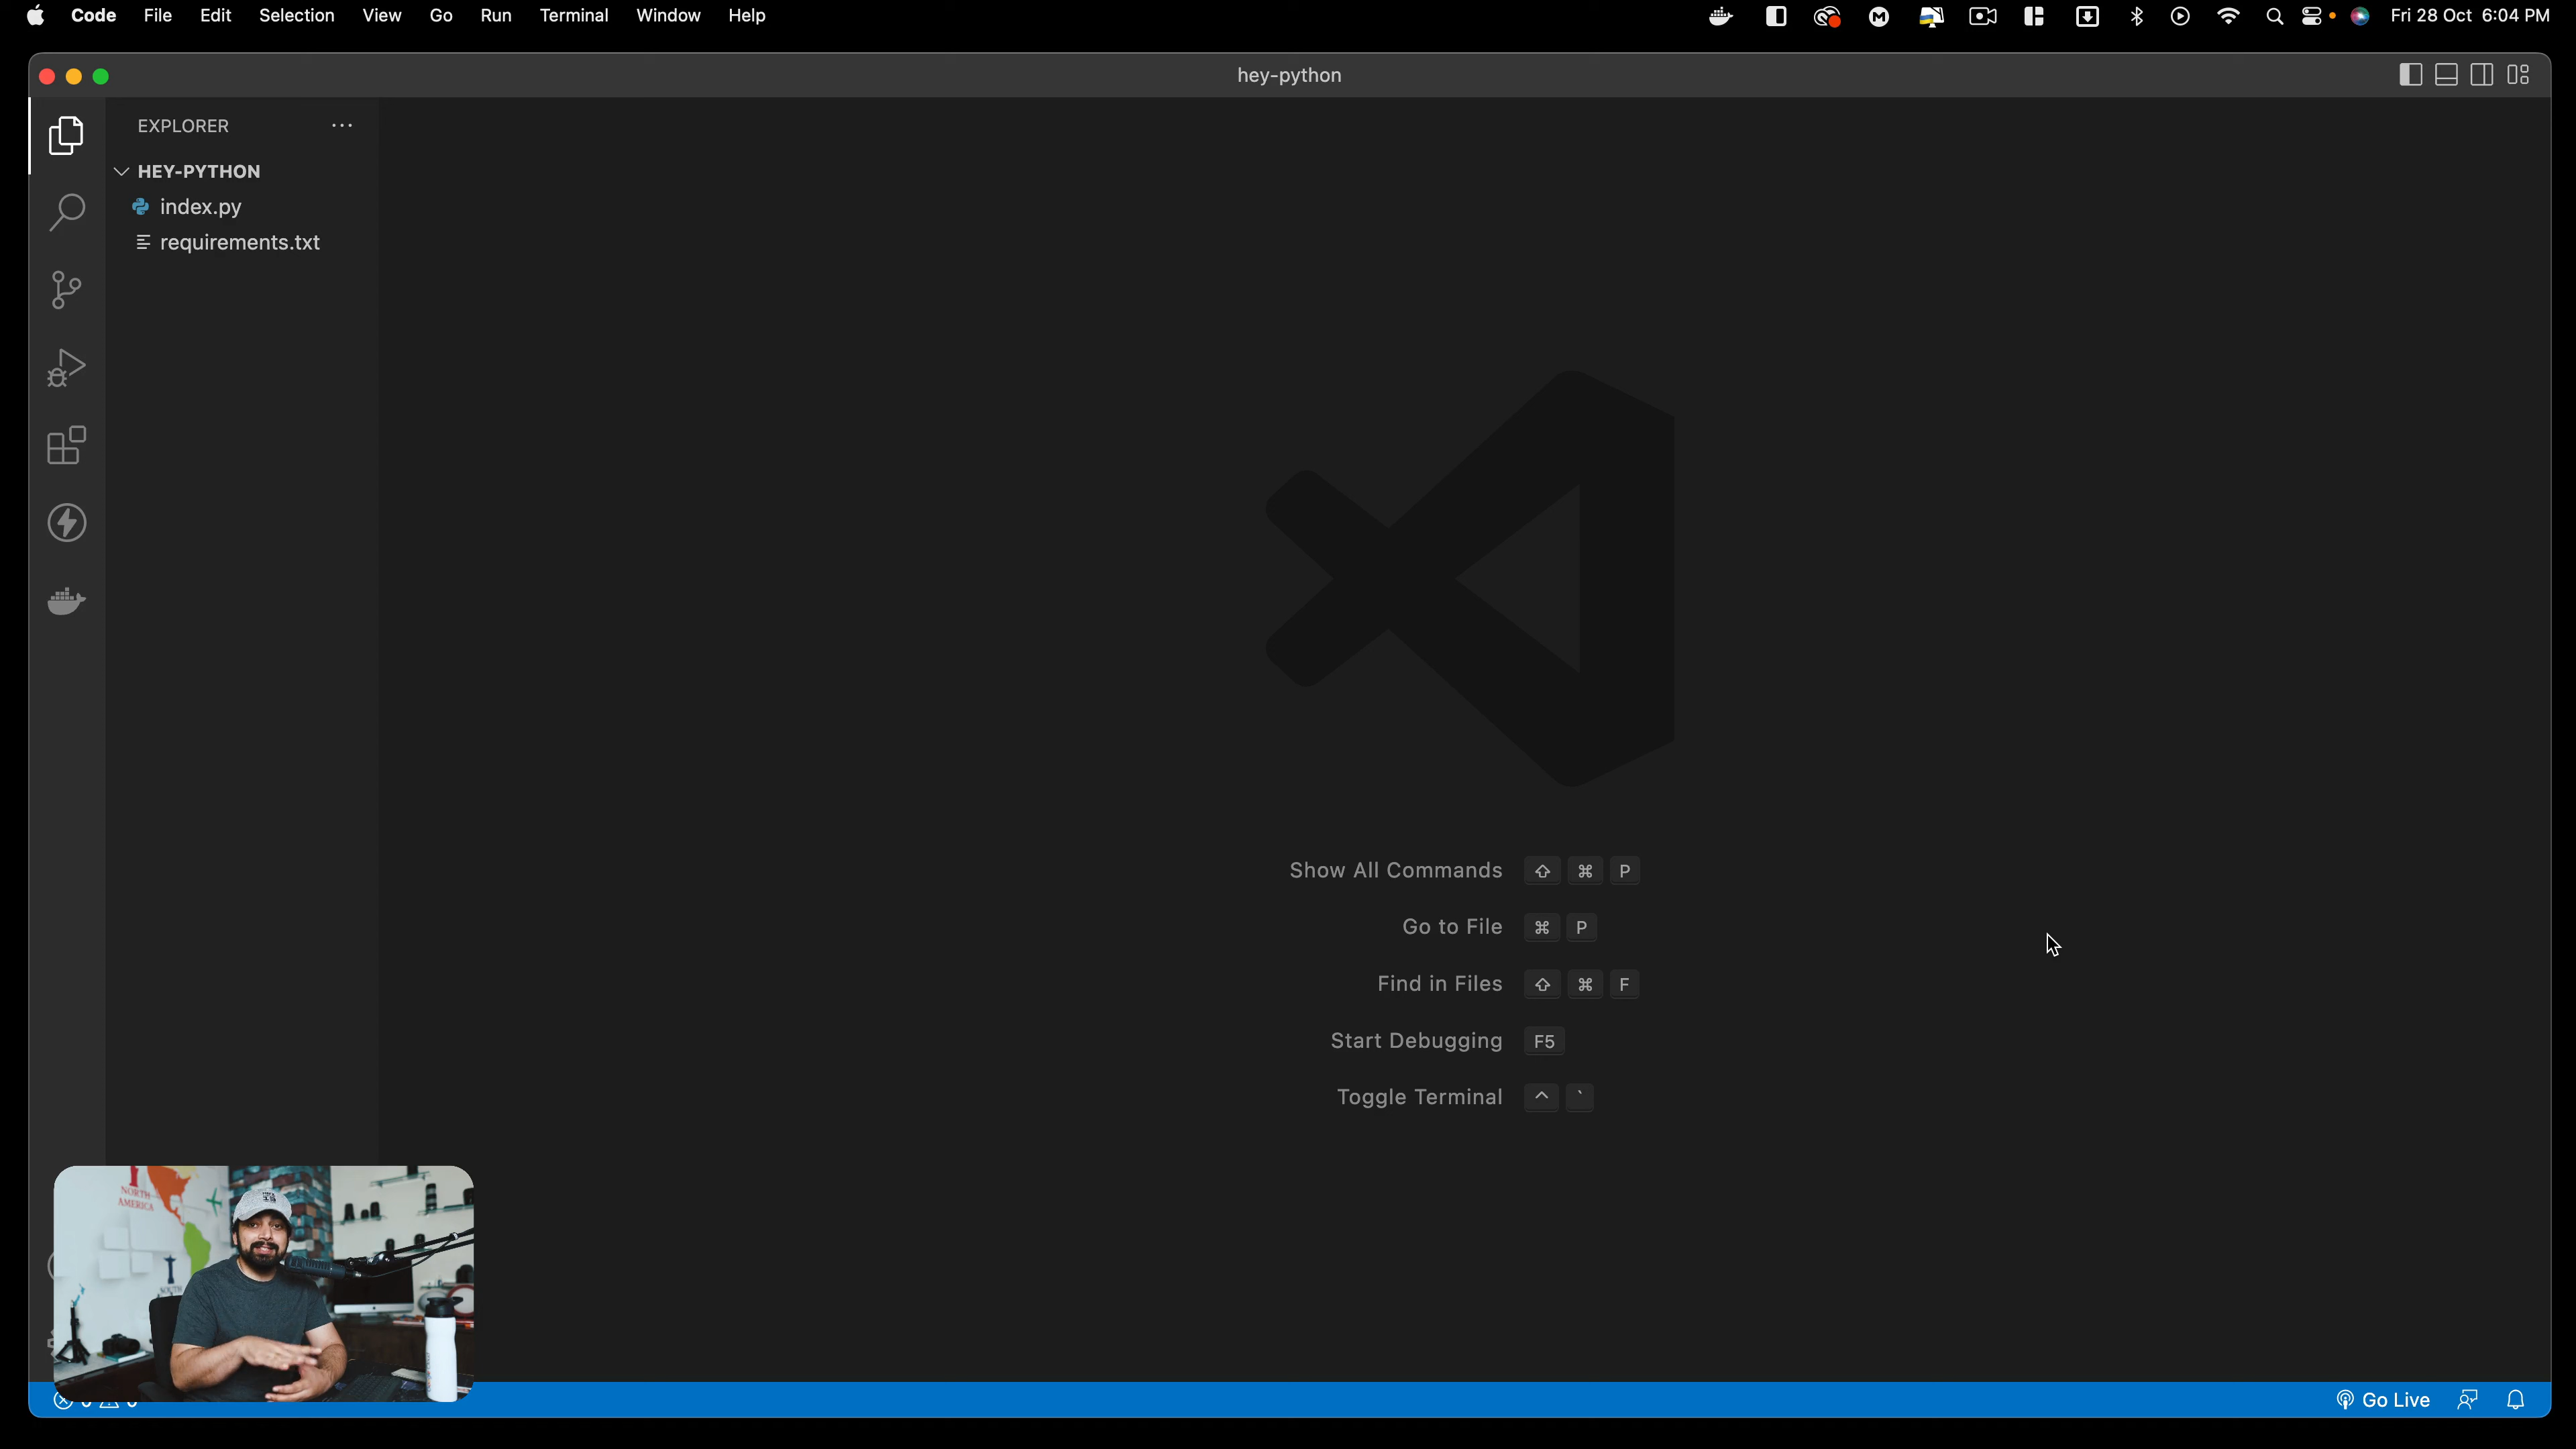 Code File Edit Selection View Go Run Terminal Window Help Fri 28 Oct 6:04 PM
hey-python
EXPLORER ···
HEY-PYTHON
index.py
requirements.txt
Show All Commands ⇧ ⌘ P
Go to File ⌘ P
Find in Files ⇧ ⌘ F
Start Debugging F5
Toggle Terminal ^ `
NORTH
AMERICA
Go Live